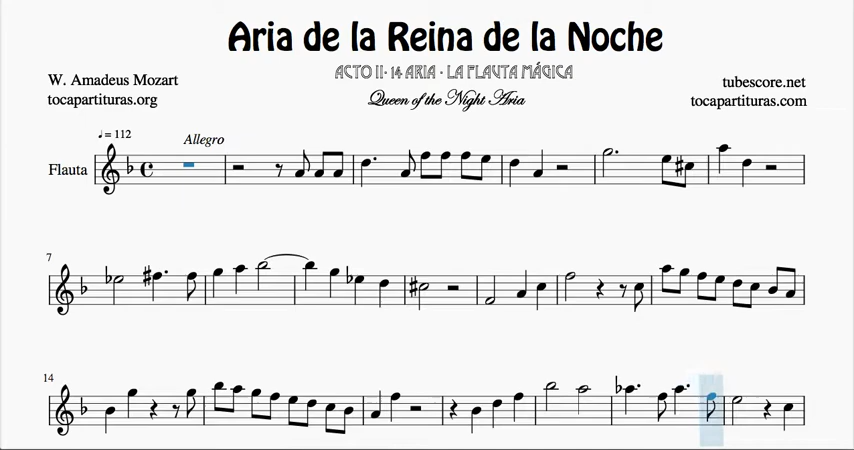 Aria de la Reina de la Noche
ACTO II· 14 ARIA · LA FLAUTA MÁGICA
W. Amadeus Mozart
tubescore.net
tocapartituras.org
Queen of the Night Aria
tocapartituras.com
♩ = 112
Allegro
Flauta
7
14